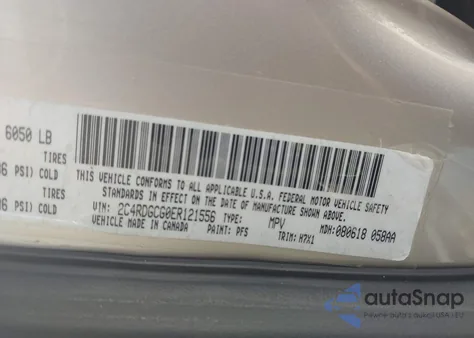 6050 LB
TIRES
PSI) COLD
TIRES
PSI) COLD
THIS VEHICLE CONFORMS TO ALL APPLICABLE U.S.A. FEDERAL MOTOR VEHICLE SAFETY
STANDARDS IN EFFECT ON THE DATE OF MANUFACTURE SHOWN ABOVE.
VIN: 2C4RDGCG0ER121556 TYPE: MPV MDH: 080618 058AA
VEHICLE MADE IN CANADA PAINT: PFS TRIM: H7X1
autoSnap